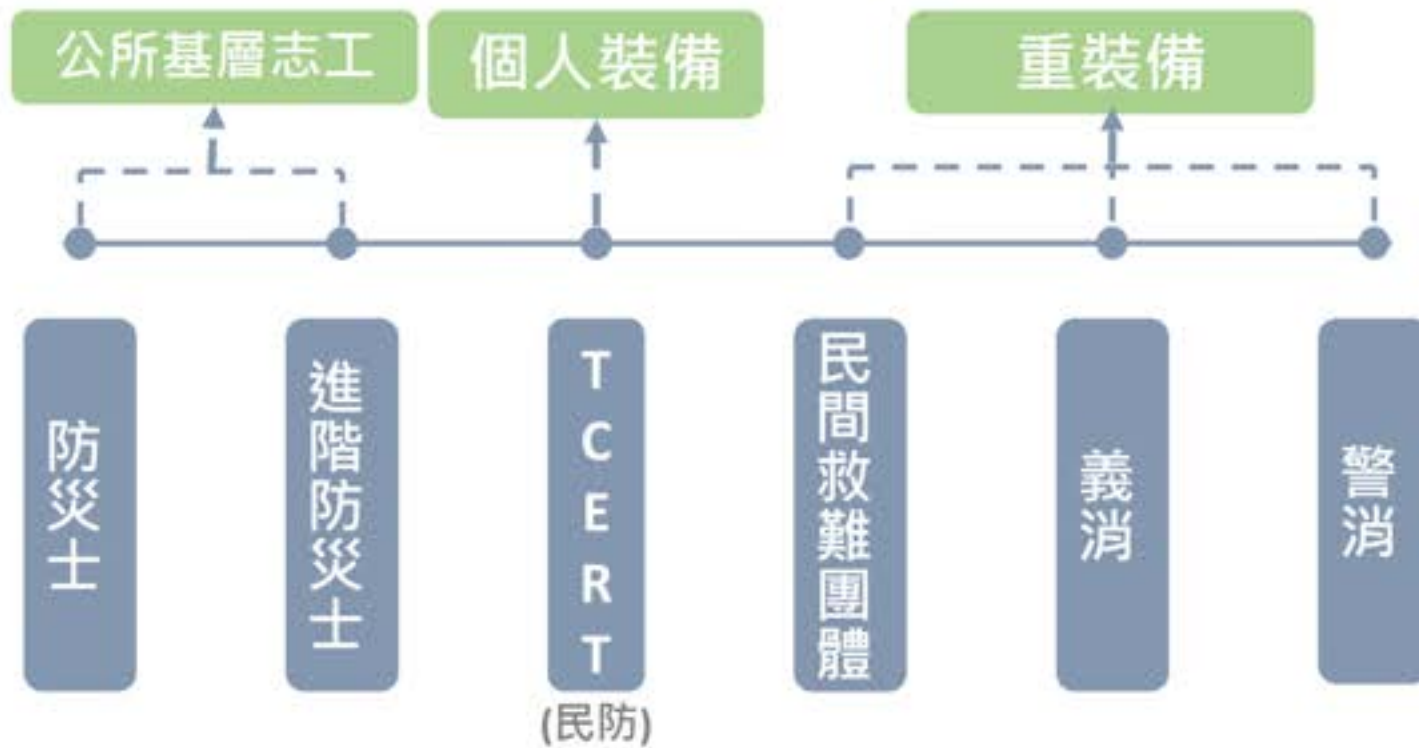 公所基層志工
個人裝備
重裝備
防災士
進階防災士
TCERT
(民防)
民間救難團體
義消
警消